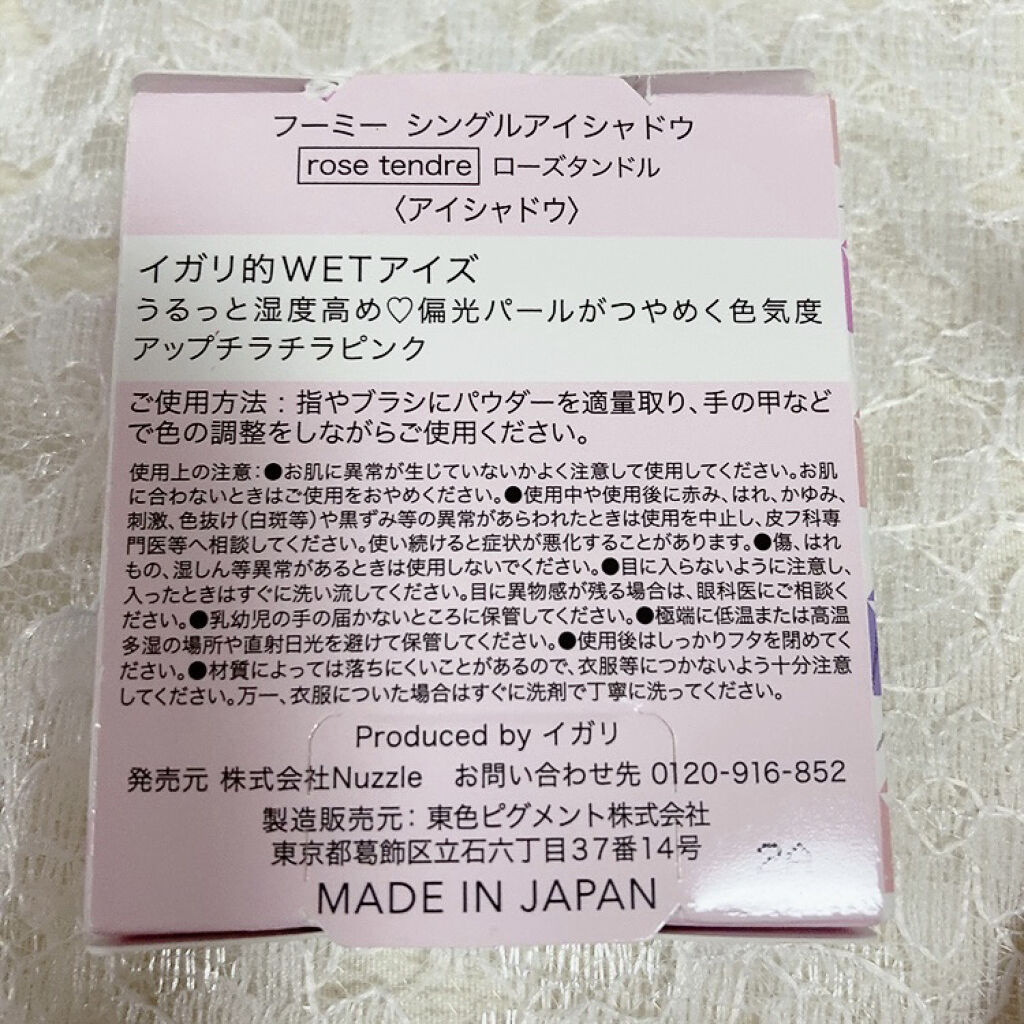 フーミー シングルアイシャドウ
rose tendre ローズタンドル
〈アイシャドウ〉
イガリ的WETアイズ
うるっと湿度高め♡偏光パールがつやめく色気度
アップチラチラピンク
ご使用方法：指やブラシにパウダーを適量取り、手の甲など
で色の調整をしながらご使用ください。
使用上の注意：●お肌に異常が生じていないかよく注意して使用してください。お肌
に合わないときはご使用をおやめください。●使用中や使用後に赤み、はれ、かゆみ、
刺激、色抜け（白斑等）や黒ずみ等の異常があらわれたときは使用を中止し、皮フ科専
門医等へ相談してください。使い続けると症状が悪化することがあります。●傷、はれ
もの、湿しん等異常があるときは使用しないでください。●目に入らないように注意し、
入ったときはすぐに洗い流してください。目に異物感が残る場合は、眼科医にご相談く
ださい。●乳幼児の手の届かないところに保管してください。●極端に低温または高温
多湿の場所や直射日光を避けて保管してください。●使用後はしっかりフタを閉めてく
ださい。●材質によっては落ちにくいことがあるので、衣服等につかないよう十分注意
してください。万一、衣服についた場合はすぐに洗剤で丁寧に洗ってください。
Produced by イガリ
発売元 株式会社Nuzzle お問い合わせ先 0120-916-852
製造販売元：東色ピグメント株式会社
東京都葛飾区立石六丁目37番14号
MADE IN JAPAN